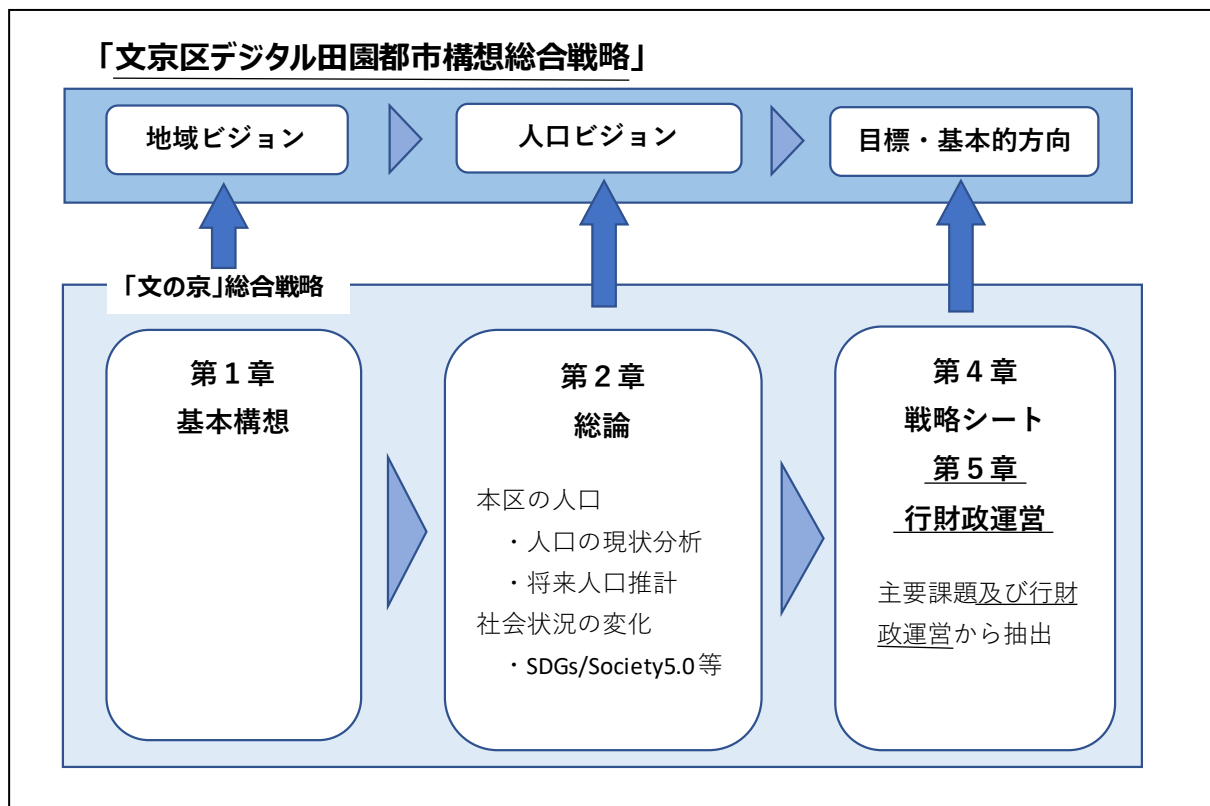 「文京区デジタル田園都市構想総合戦略」
地域ビジョン
人口ビジョン
目標・基本的方向
「文の京」総合戦略
第１章
基本構想
第２章
総論
本区の人口
・人口の現状分析
・将来人口推計
社会状況の変化
・SDGs/Society5.0等
第４章
戦略シート
第５章
行財政運営
主要課題及び行財
政運営から抽出